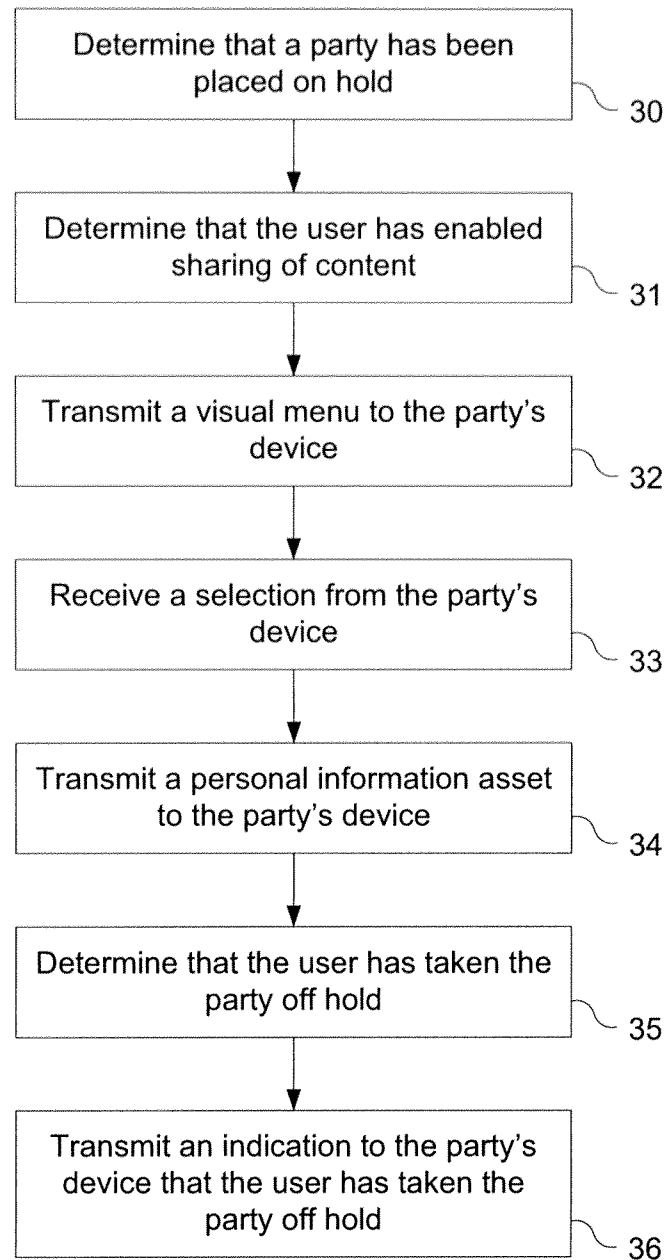 Determine that a party has been
placed on hold
30
Determine that the user has enabled
sharing of content
31
Transmit a visual menu to the party's
device
32
Receive a selection from the party's
device
33
Transmit a personal information asset
to the party's device
34
Determine that the user has taken the
party off hold
35
Transmit an indication to the party's
device that the user has taken the
party off hold
36